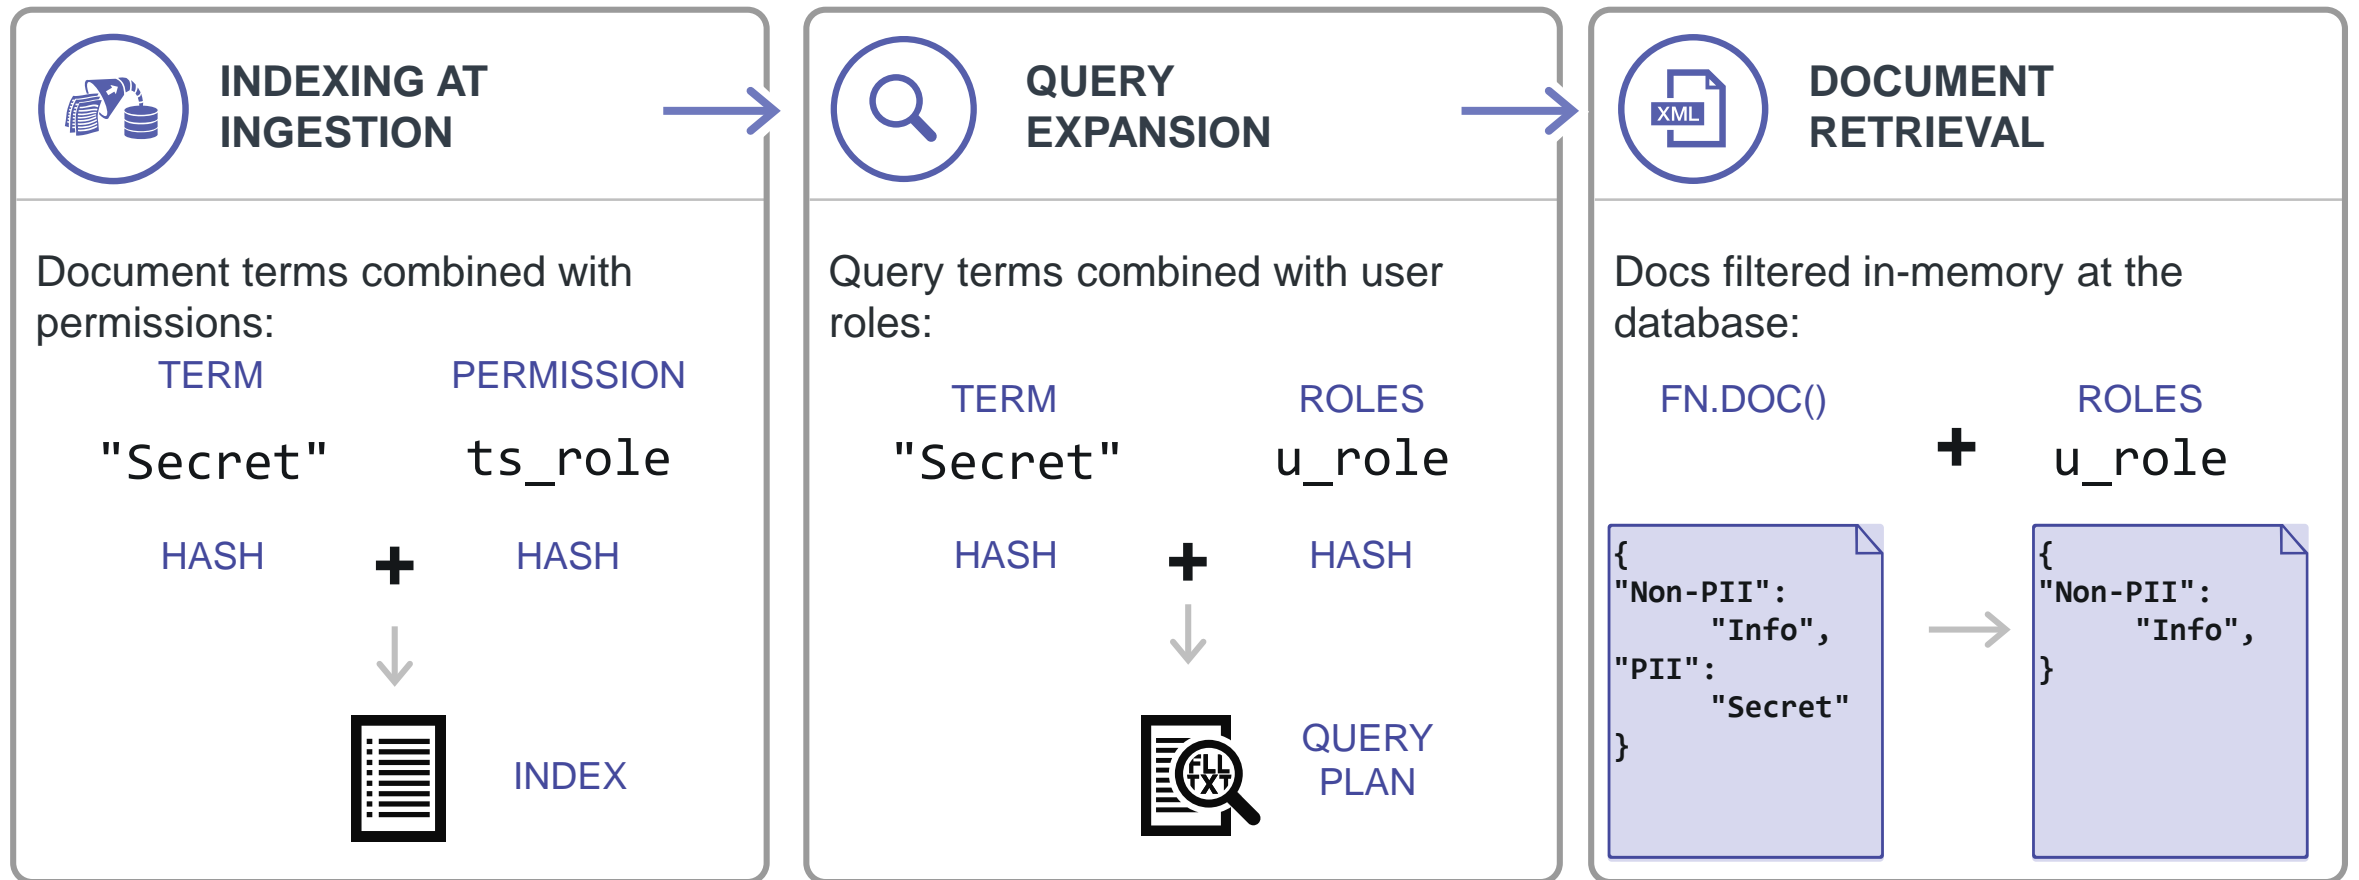 INDEXING AT
INGESTION
Document terms combined with
permissions:
TERM
PERMISSION
"Secret"
ts_role
HASH
+
HASH
INDEX
QUERY
EXPANSION
Query terms combined with user
roles:
TERM
ROLES
"Secret"
u_role
HASH
+
HASH
FLL
TXT
QUERY
PLAN
XML
DOCUMENT
RETRIEVAL
Docs filtered in-memory at the
database:
FN.DOC()
+
ROLES
u_role
{
"Non-PII":
"Info",
"PII":
"Secret"
}
{
"Non-PII":
"Info",
}